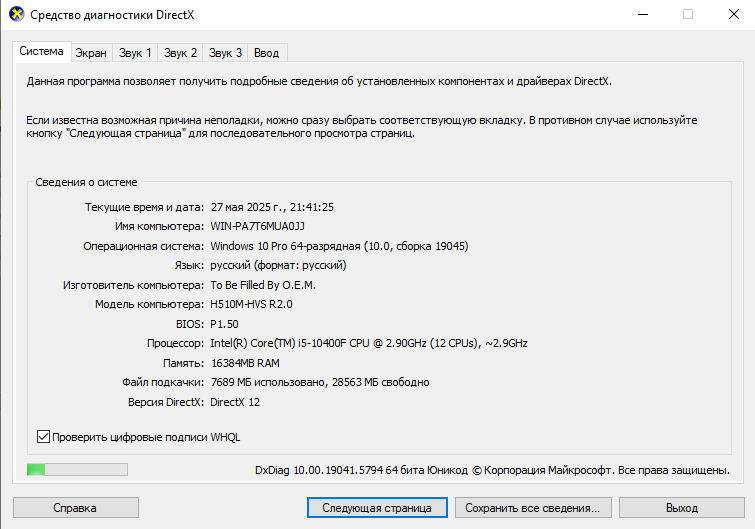 Средство диагностики DirectX
Система Экран Звук 1 Звук 2 Звук 3 Ввод
Данная программа позволяет получить подробные сведения об установленных компонентах и драйверах DirectX.
Если известна возможная причина неполадки, можно сразу выбрать соответствующую вкладку. В противном случае используйте
кнопку "Следующая страница" для последовательного просмотра страниц.
Сведения о системе
Текущие время и дата: 27 мая 2025 г., 21:41:25
Имя компьютера: WIN-PA7T6MUA0JJ
Операционная система: Windows 10 Pro 64-разрядная (10.0, сборка 19045)
Язык: русский (формат: русский)
Изготовитель компьютера: To Be Filled By O.E.M.
Модель компьютера: H510M-HVS R2.0
BIOS: P1.50
Процессор: Intel(R) Core(TM) i5-10400F CPU @ 2.90GHz (12 CPUs), ~2.9GHz
Память: 16384MB RAM
Файл подкачки: 7689 МБ использовано, 28563 МБ свободно
Версия DirectX: DirectX 12
Проверить цифровые подписи WHQL
DxDiag 10.00.19041.5794 64 бита Юникод © Корпорация Майкрософт. Все права защищены.
Справка Следующая страница Сохранить все сведения... Выход